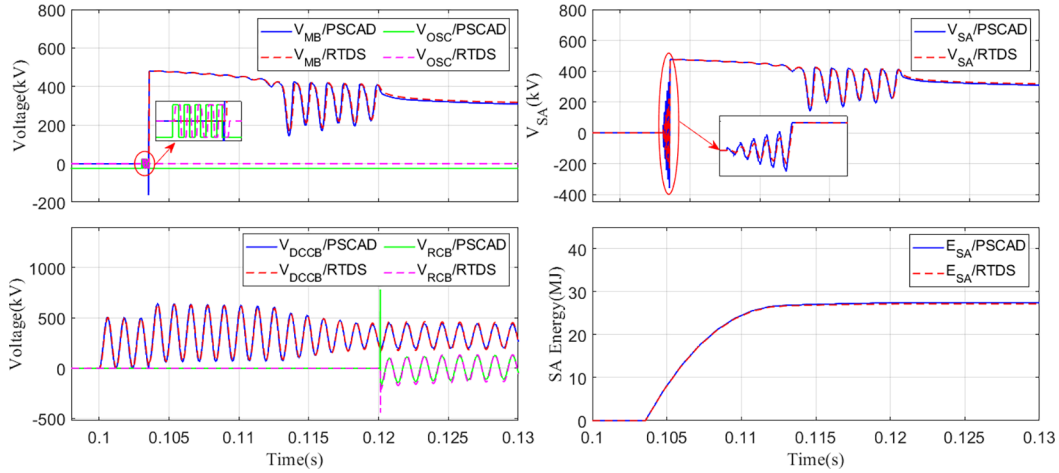 800
600
400
200
0
-200
Voltage(kV)
V_MB/PSCAD V_OSC/PSCAD
V_MB/RTDS V_OSC/RTDS
800
600
400
200
0
-200
-400
V_SA(kV)
V_SA/PSCAD
V_SA/RTDS
1000
500
0
-500
Voltage(kV)
V_DCCB/PSCAD V_RCB/PSCAD
V_DCCB/RTDS V_RCB/RTDS
0.1 0.105 0.11 0.115 0.12 0.125 0.13
Time(s)
40
30
20
10
0
SA Energy(MJ)
E_SA/PSCAD
E_SA/RTDS
0.1 0.105 0.11 0.115 0.12 0.125 0.13
Time(s)